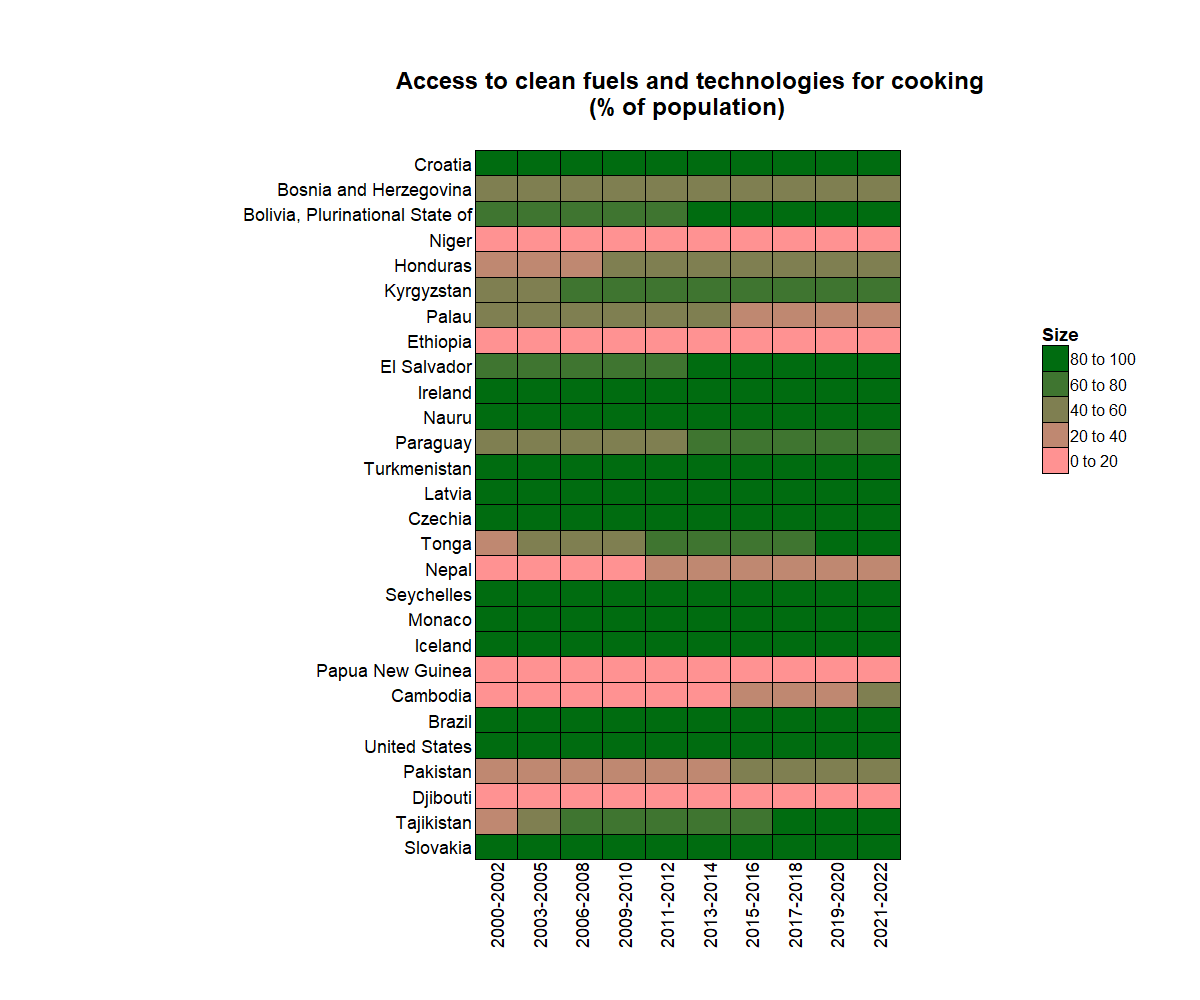 Access to clean fuels and technologies for cooking
(% of population)
Croatia
Bosnia and Herzegovina
Bolivia, Plurinational State of
Niger
Honduras
Kyrgyzstan
Palau
Ethiopia
El Salvador
Ireland
Nauru
Paraguay
Turkmenistan
Latvia
Czechia
Tonga
Nepal
Seychelles
Monaco
Iceland
Papua New Guinea
Cambodia
Brazil
United States
Pakistan
Djibouti
Tajikistan
Slovakia
2000-2002
2003-2005
2006-2008
2009-2010
2011-2012
2013-2014
2015-2016
2017-2018
2019-2020
2021-2022
Size
80 to 100
60 to 80
40 to 60
20 to 40
0 to 20